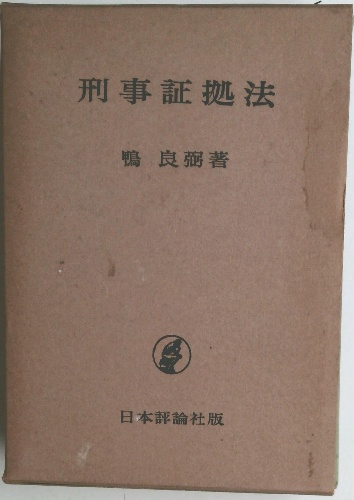 刑事証拠法
鴨 良弼著
日本評論社版